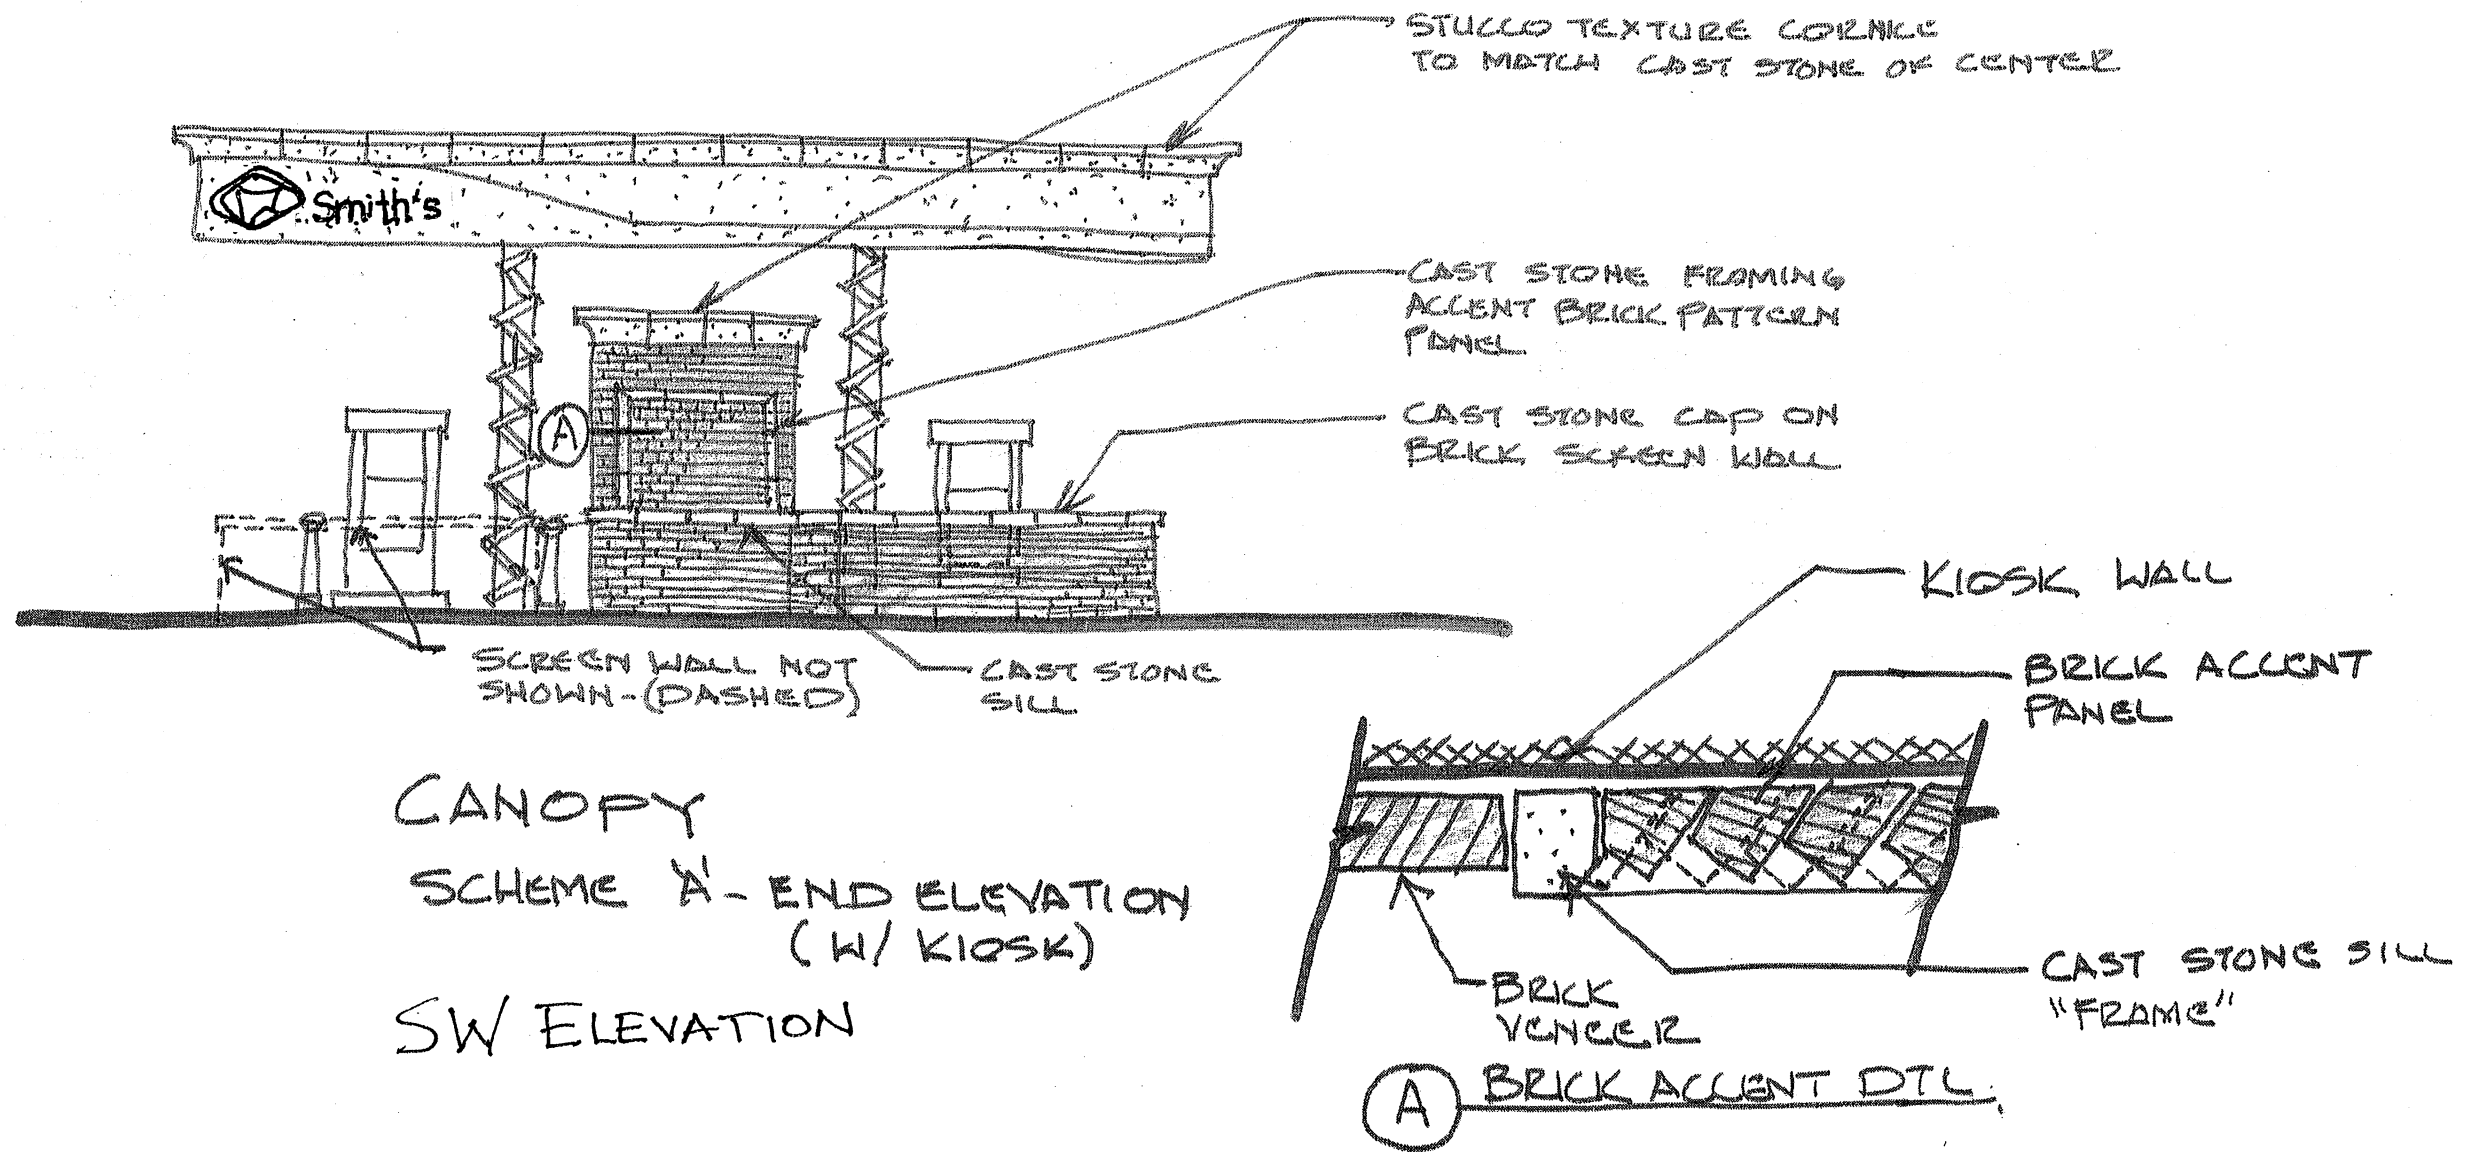 STUCCO TEXTURE CORNICE
TO MATCH CAST STONE OF CENTER
Smith's
CAST STONE FRAMING
ACCENT BRICK PATTERN
PANEL
A
CAST STONE CAP ON
BRICK SCREEN WALL
KIOSK WALL
SCREEN WALL NOT
SHOWN-(DASHED)
CAST STONE
SILL
BRICK ACCENT
PANEL
CANOPY
SCHEME 'A' - END ELEVATION
(W/ KIOSK)
SW ELEVATION
CAST STONE SILL
"FRAME"
BRICK
VENEER
A BRICK ACCENT DTL.